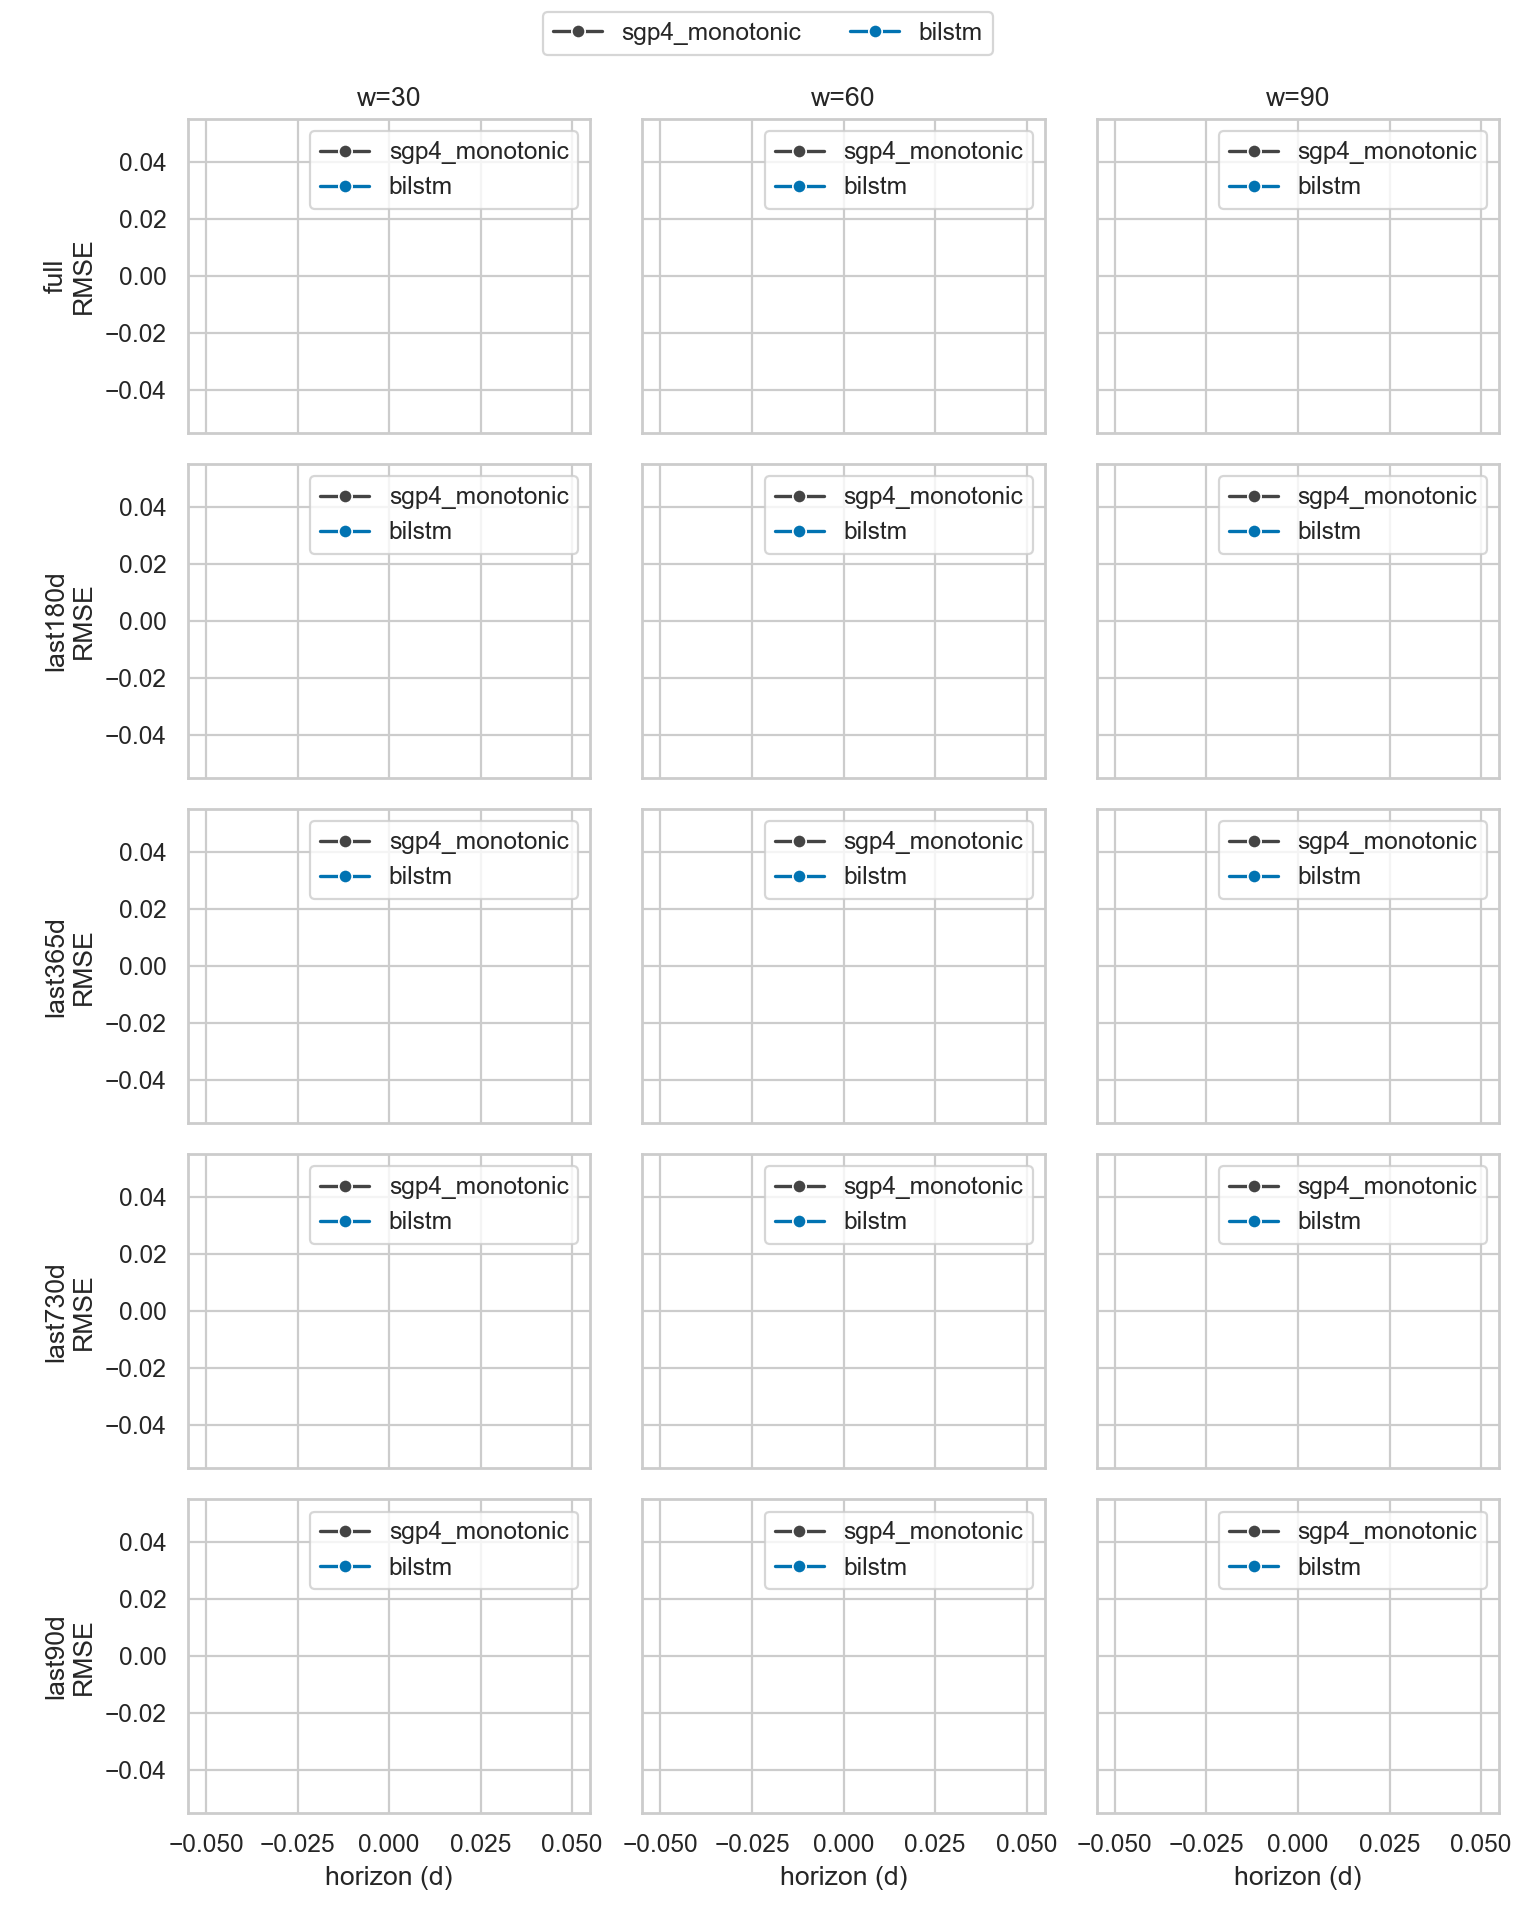 sgp4_monotonic bilstm
w=30 w=60 w=90
full
RMSE
0.04
0.02
0.00
−0.02
−0.04
sgp4_monotonic
bilstm
sgp4_monotonic
bilstm
sgp4_monotonic
bilstm
last180d
RMSE
0.04
0.02
0.00
−0.02
−0.04
sgp4_monotonic
bilstm
sgp4_monotonic
bilstm
sgp4_monotonic
bilstm
last365d
RMSE
0.04
0.02
0.00
−0.02
−0.04
sgp4_monotonic
bilstm
sgp4_monotonic
bilstm
sgp4_monotonic
bilstm
last730d
RMSE
0.04
0.02
0.00
−0.02
−0.04
sgp4_monotonic
bilstm
sgp4_monotonic
bilstm
sgp4_monotonic
bilstm
last90d
RMSE
0.04
0.02
0.00
−0.02
−0.04
sgp4_monotonic
bilstm
sgp4_monotonic
bilstm
sgp4_monotonic
bilstm
−0.050 −0.025 0.000 0.025 0.050
horizon (d)
−0.050 −0.025 0.000 0.025 0.050
horizon (d)
−0.050 −0.025 0.000 0.025 0.050
horizon (d)